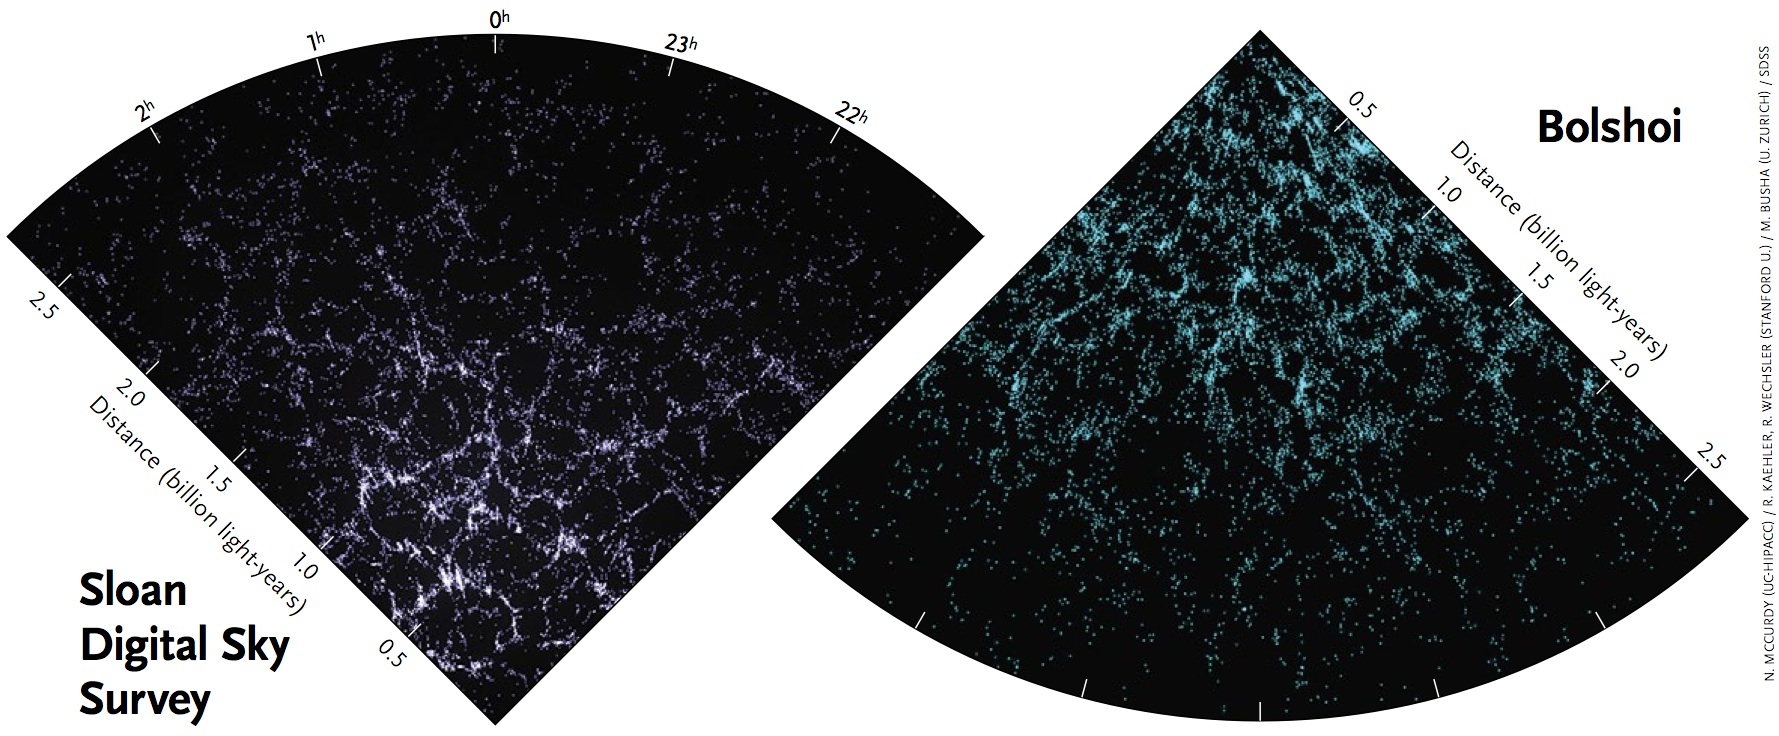 2h
1h
0h
23h
22h
2.5
2.0
1.5
1.0
0.5
Distance (billion light-years)
Sloan
Digital Sky
Survey
0.5
1.0
1.5
2.0
2.5
Distance (billion light-years)
Bolshoi
N. MCCURDY (UC-HIPACC) / R. KAEHLER, R. WECHSLER (STANFORD U.) / M. BUSHA (U. ZURICH) / SDSS